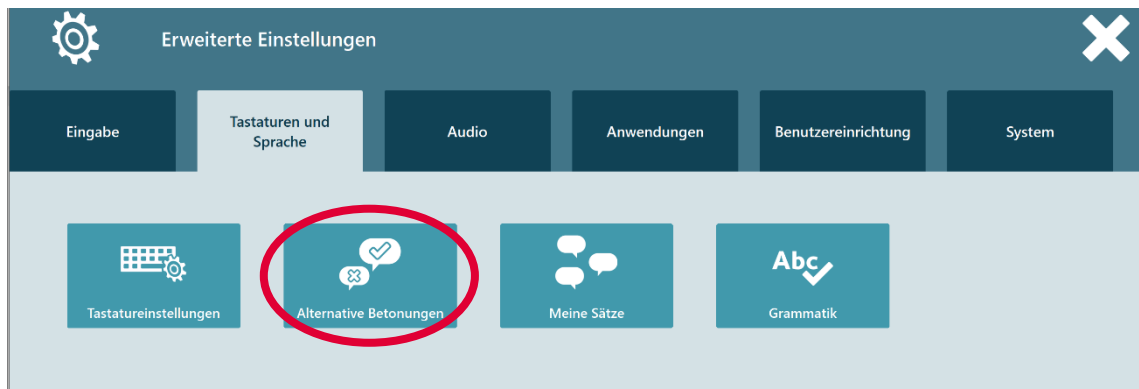 Erweiterte Einstellungen
Eingabe
Tastaturen und
Sprache
Audio
Anwendungen
Benutzereinrichtung
System
Abc
Tastatureinstellungen
Alternative Betonungen
Meine Sätze
Grammatik